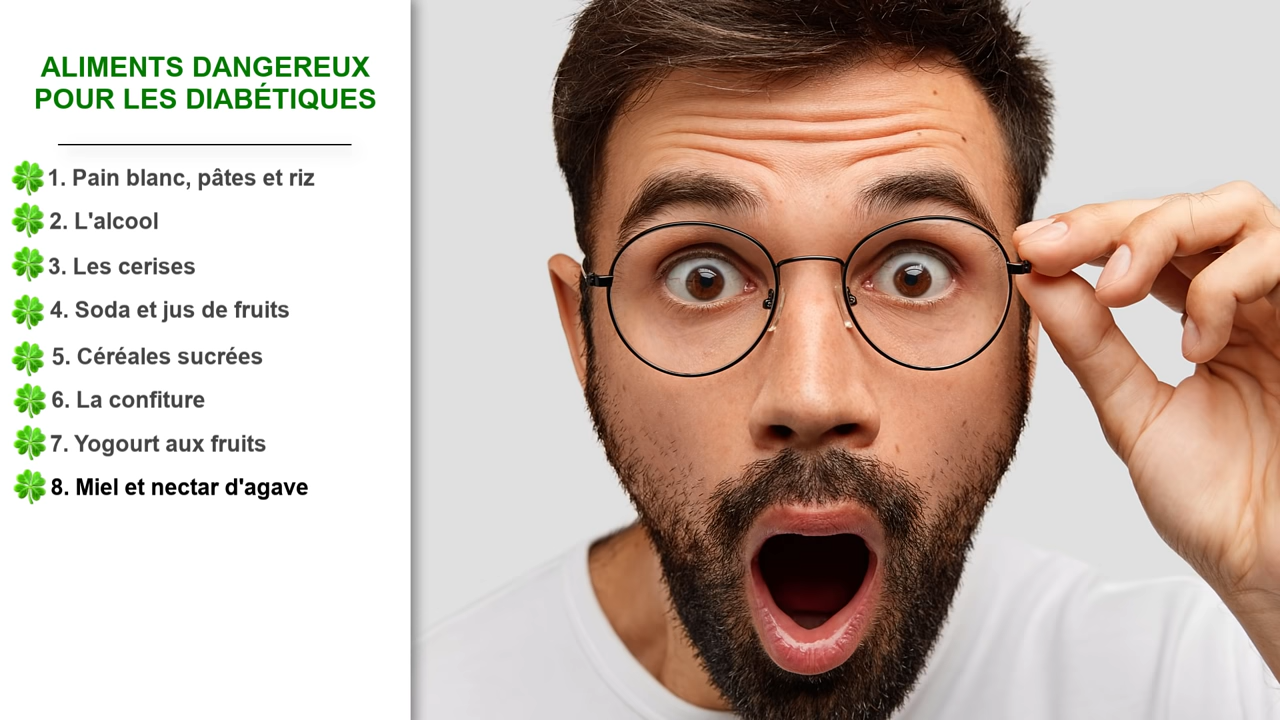 ALIMENTS DANGEREUX
POUR LES DIABÉTIQUES
1. Pain blanc, pâtes et riz
2. L'alcool
3. Les cerises
4. Soda et jus de fruits
5. Céréales sucrées
6. La confiture
7. Yogourt aux fruits
8. Miel et nectar d'agave